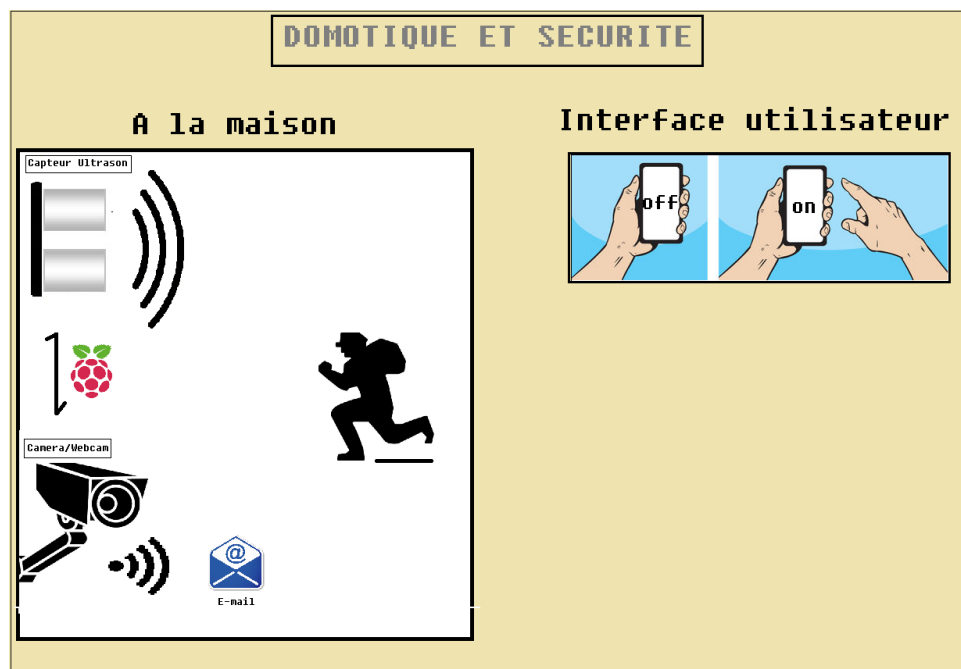 DOMOTIQUE ET SECURITE
A la maison
Interface utilisateur
Capteur Ultrason
off
on
Camera/Webcam
@
E-mail